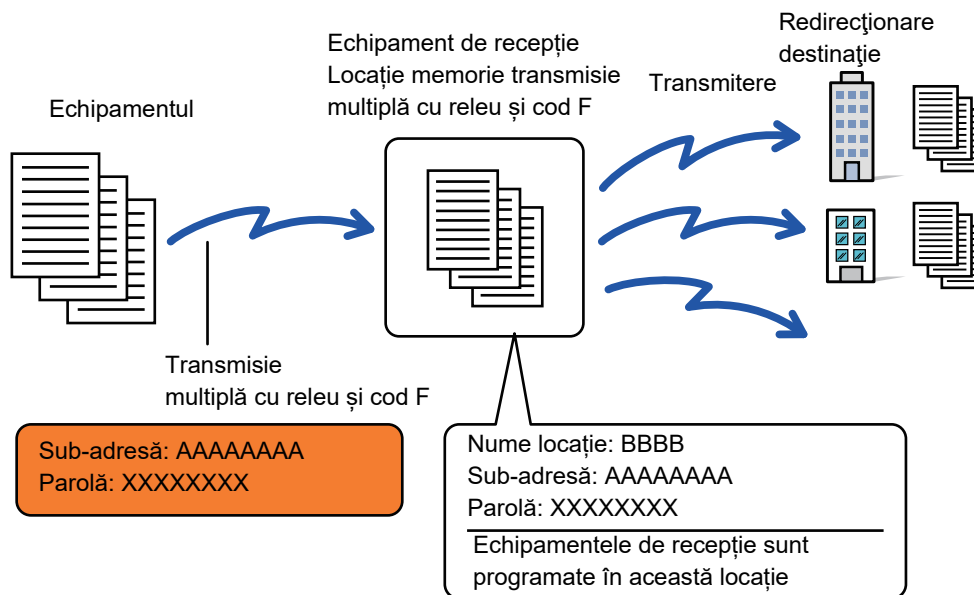 Echipamentul
Echipament de recepție
Locație memorie transmisie
multiplă cu releu și cod F
Transmitere
Redirecţionare
destinaţie
Transmisie
multiplă cu releu și cod F
Sub-adresă: AAAAAAAA
Parolă: XXXXXXXX
Nume locație: BBBB
Sub-adresă: AAAAAAAA
Parolă: XXXXXXXX
Echipamentele de recepție sunt
programate în această locație